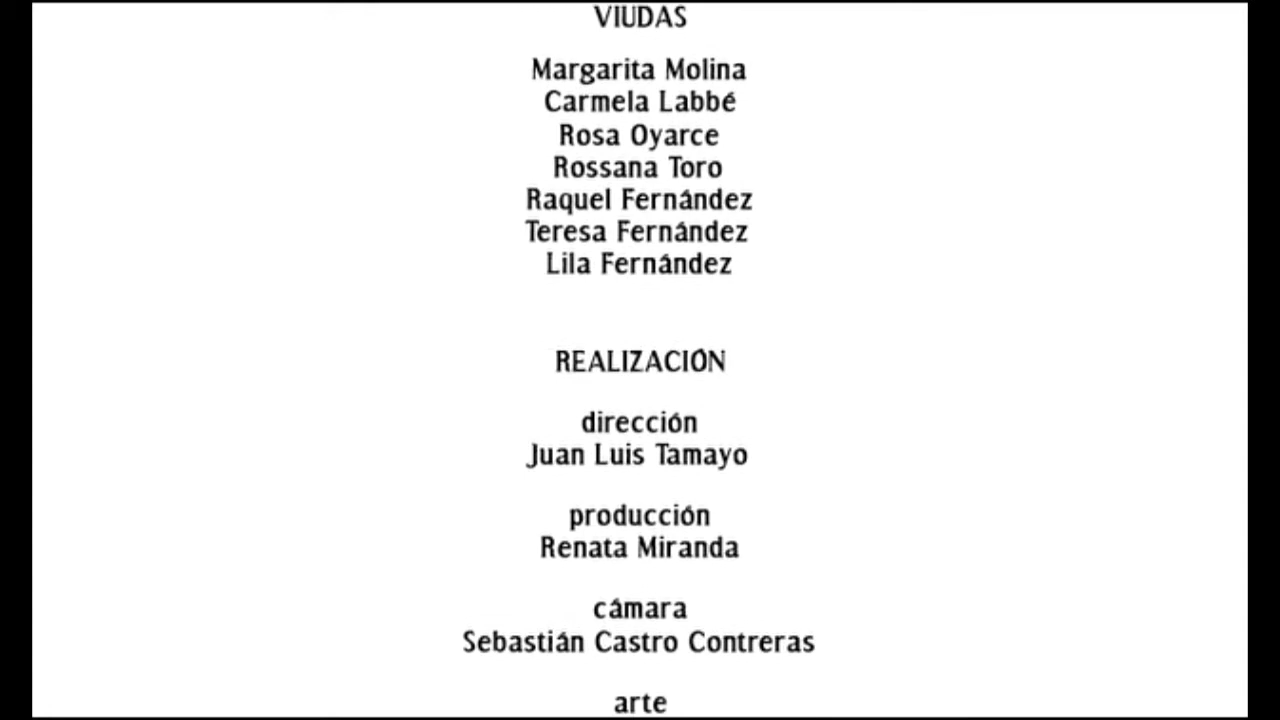 VIUDAS
Margarita Molina
Carmela Labbé
Rosa Oyarce
Rossana Toro
Raquel Fernández
Teresa Fernández
Lila Fernández
REALIZACIÓN
dirección
Juan Luis Tamayo
producción
Renata Miranda
cámara
Sebastián Castro Contreras
arte